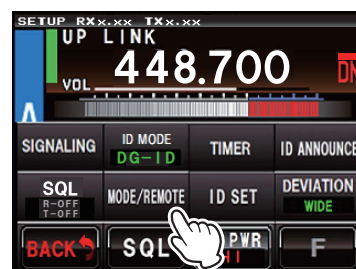 SETUP RXx.xx TXx.xx
UP LINK
VOL 448.700
SIGNALING ID MODE TIMER ID ANNOUNCE
DG-ID
SQL MODE/REMOTE ID SET DEVIATION
R-OFF WIDE
T-OFF
BACK SQL PWR F
HI